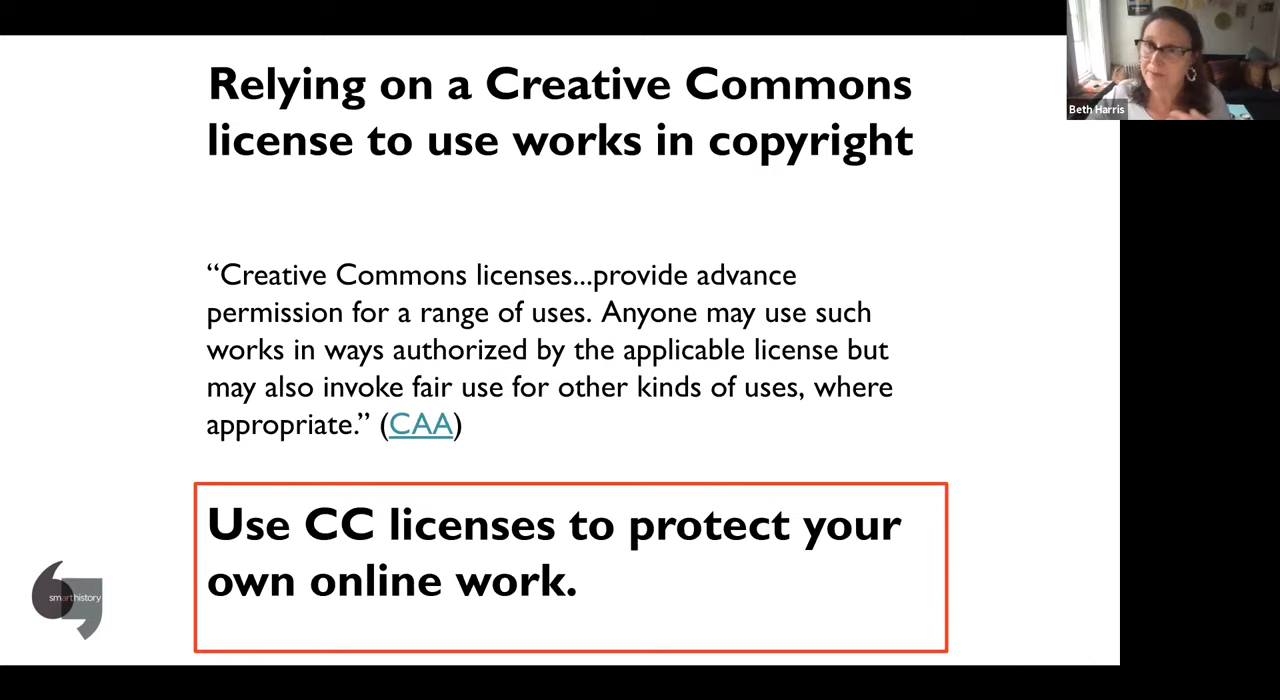 Relying on a Creative Commons
license to use works in copyright
“Creative Commons licenses...provide advance
permission for a range of uses. Anyone may use such
works in ways authorized by the applicable license but
may also invoke fair use for other kinds of uses, where
appropriate.” (CAA)
Use CC licenses to protect your
own online work.
smarthistory
Beth Harris